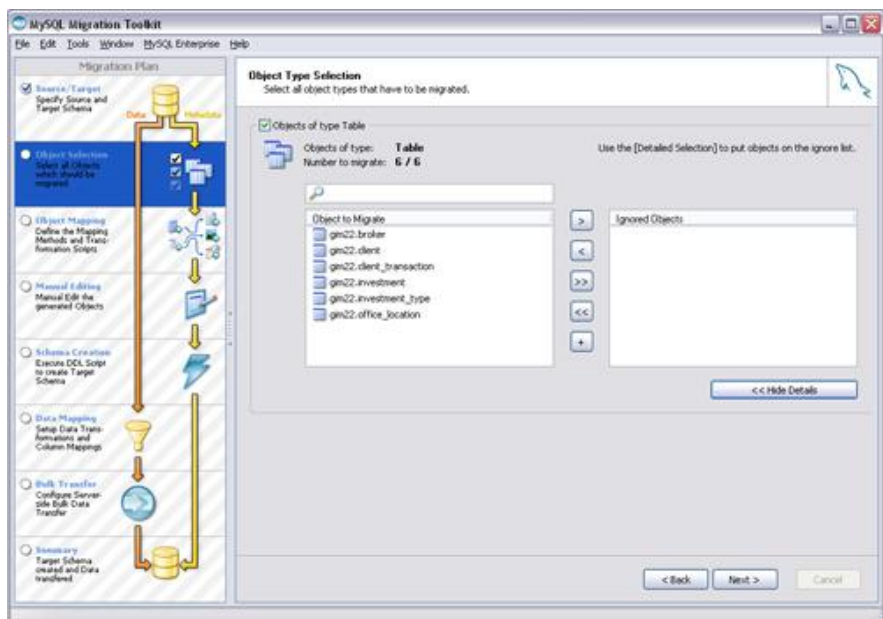 MySQL Migration Toolkit
File Edit Tools Window MySQL Enterprise Help
Migration Plan
Source/Target
Specify Source and
Target Schema
Data
Metadata
Object Selection
Select all Objects
which should be
migrated
Object Mapping
Define the Mapping
Methods and Trans-
formation Scripts
Manual Editing
Manual Edit the
generated Objects
Schema Creation
Execute DDL Script
to create Target
Schema
Data Mapping
Setup Data Trans-
formations and
Column Mappings
Bulk Transfer
Configure Server-
side Bulk Data
Transfer
Summary
Target Schema
created and Data
transfered
Object Type Selection
Select all object types that have to be migrated.
Objects of type Table
Objects of type: Table
Number to migrate: 6 / 6
Use the [Detailed Selection] to put objects on the ignore list.
Object to Migrate
gim22.broker
gim22.client
gim22.client_transaction
gim22.investment
gim22.investment_type
gim22.office_location
>
<
>>
<<
+
Ignored Objects
<< Hide Details
< Back Next > Cancel